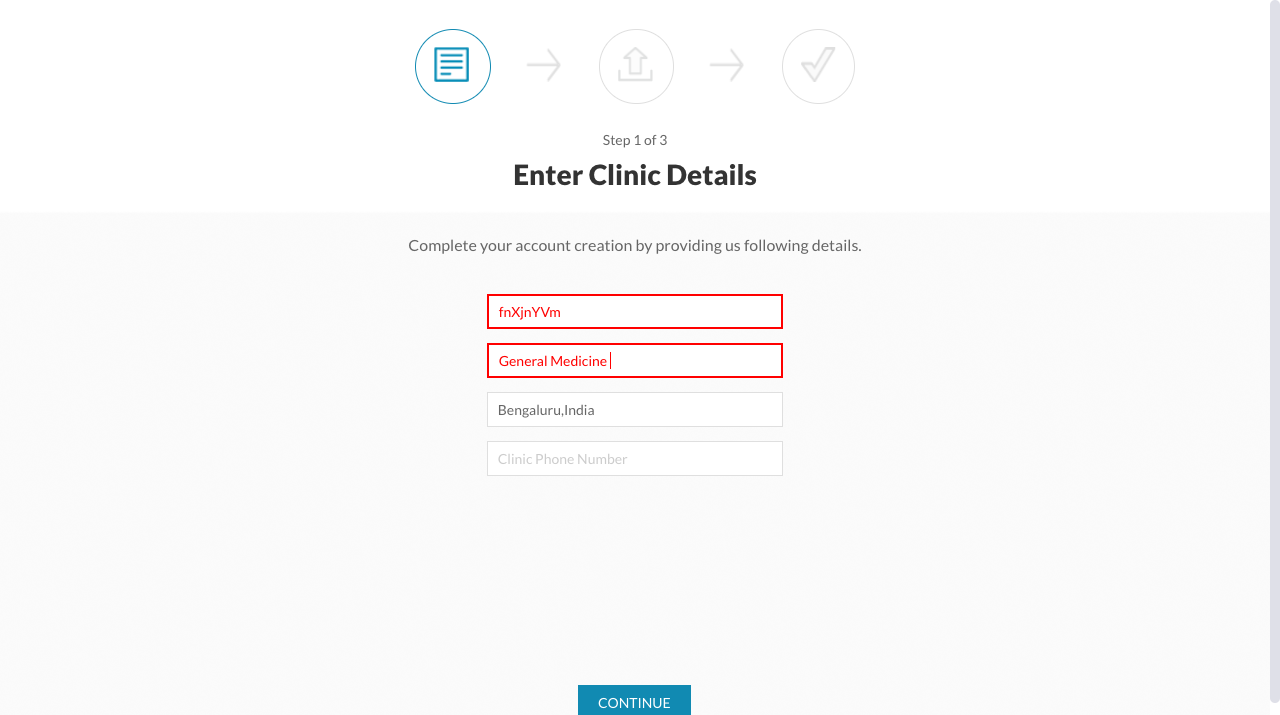 Step 1 of 3
Enter Clinic Details
Complete your account creation by providing us following details.
fnXjnYVm
General Medicine
Bengaluru,India
Clinic Phone Number
CONTINUE